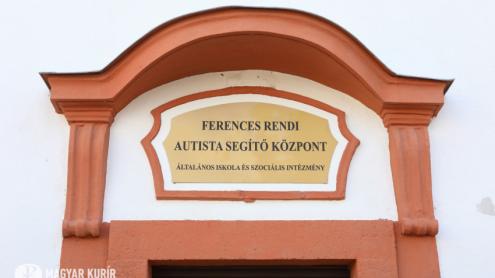 FERENCES RENDI
AUTISTA SEGÍTŐ KÖZPONT
ÁLTALÁNOS ISKOLA ÉS SZOCIÁLIS INTÉZMÉNY
MAGYAR KURÍR